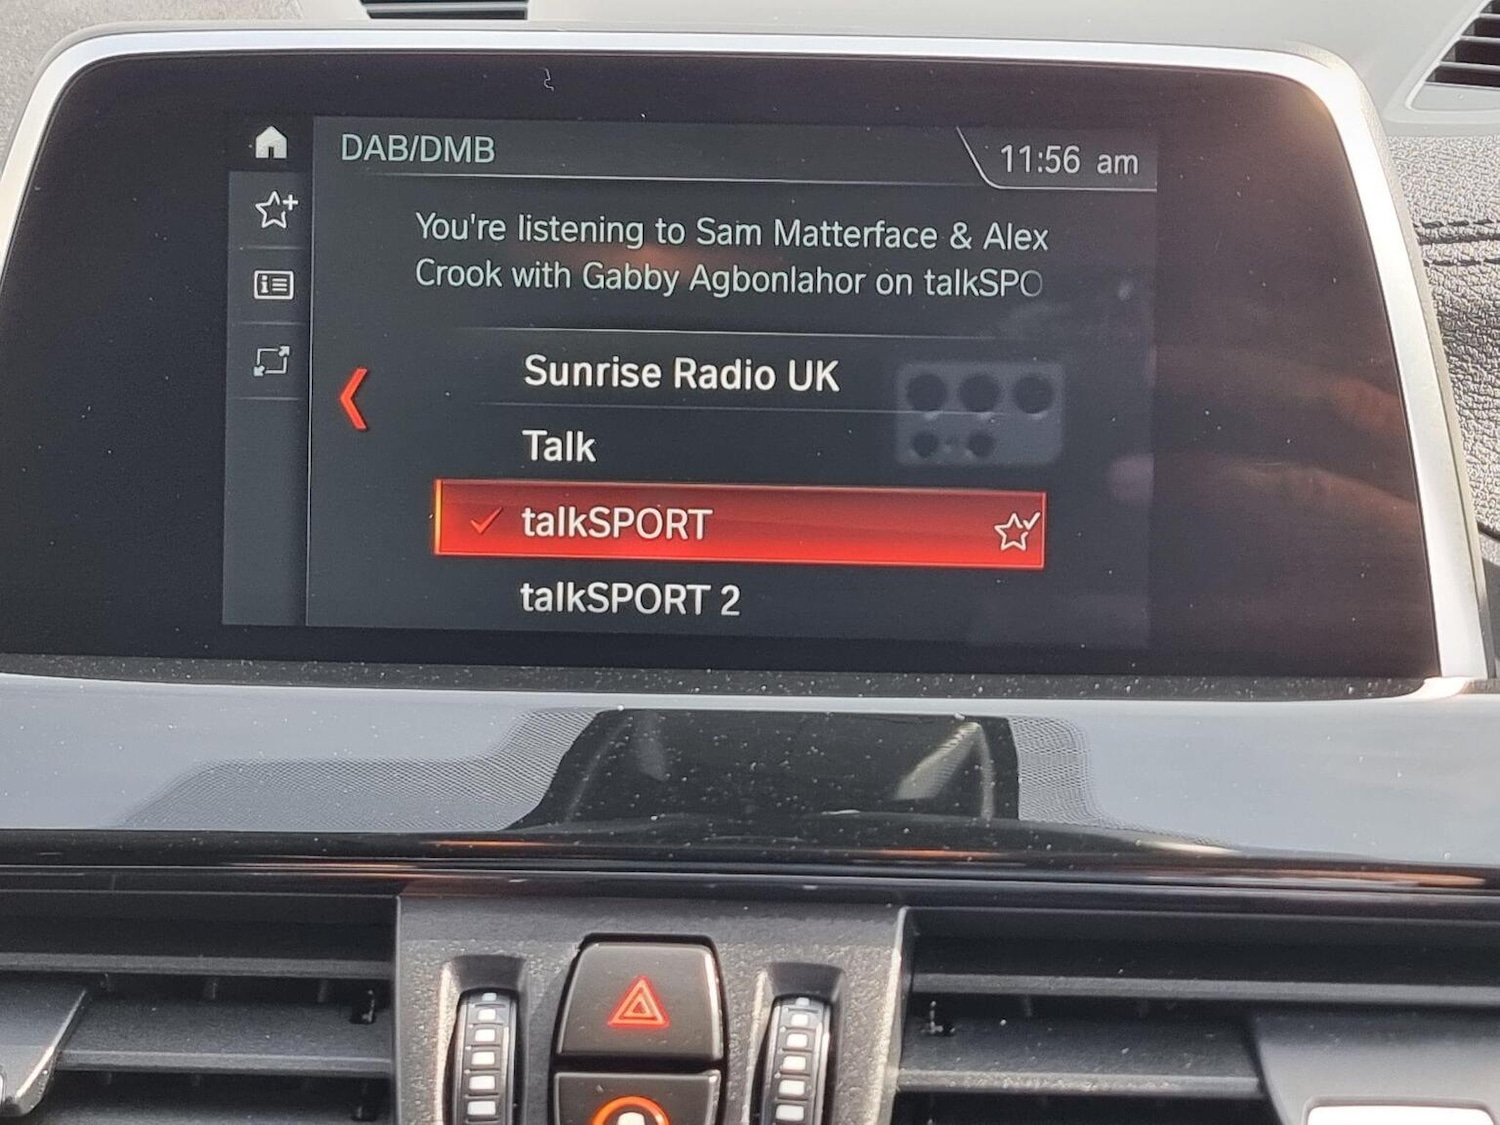 DAB/DMB
11:56 am
You're listening to Sam Matterface & Alex
Crook with Gabby Agbonlahor on talkSPO
Sunrise Radio UK
Talk
talkSPORT
talkSPORT 2